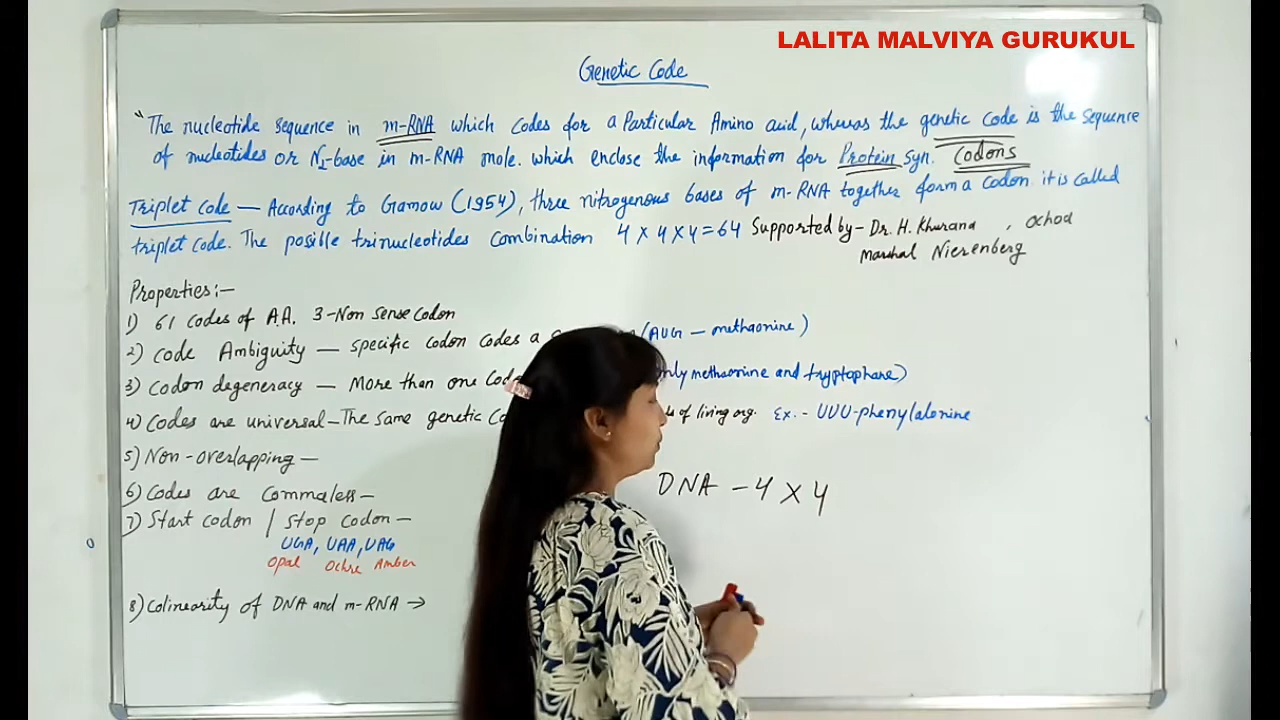 LALITA MALVIYA GURUKUL
Genetic Code
"The nucleotide sequence in m-RNA which codes for a Particular Amino acid, whereas the genetic code is the sequence
of nucleotides or N2-base in m-RNA mole. which enclose the information for Protein syn. Codons
Triplet code — According to Gamow (1954), three nitrogenous bases of m-RNA together form a codon it is called
triplet code. The posille trinucleotides combination 4 X 4 X 4 = 64 Supported by - Dr. H. Khurana , Ochoa
Marshal Nierenberg
Properties:-
1) 61 codes of A.A. 3-Non Sense Codon
2) Code Ambiguity — specific codon codes a (AUG — methaonine)
3) Codon degeneracy — More than one methaonine and tryptophane)
4) Codes are universal - The same genetic of living org. Ex.- UUU-phenylalenine
5) Non-overlapping —
DNA - 4 X 4
6) Codes are Commaless -
7) Start codon / Stop codon —
UGA, UAA, UAG
Opal Ochre Amber
8) Colinearity of DNA and m-RNA →